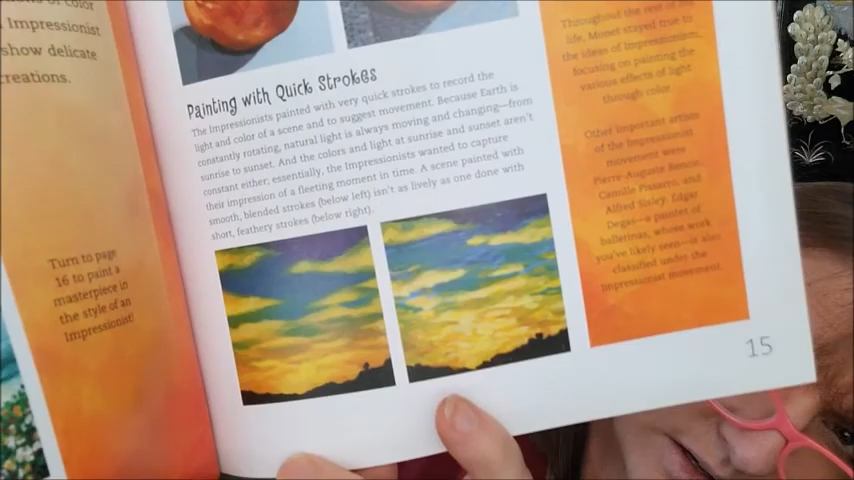 of color
Impressionist
show delicate
creations.
Turn to page
16 to paint a
masterpiece in
the style of an
Impressionist!
Painting with Quick Strokes
The Impressionists painted with very quick strokes to record the
light and color of a scene and to suggest movement. Because Earth is
constantly rotating, natural light is always moving and changing—from
sunrise to sunset. And the colors and light at sunrise and sunset aren't
constant either; essentially, the Impressionists wanted to capture
their impression of a fleeting moment in time. A scene painted with
smooth, blended strokes (below left) isn't as lively as one done with
short, feathery strokes (below right).
Throughout the rest of his
life, Monet stayed true to
the ideas of Impressionism,
focusing on painting the
various effects of light
through color.
Other important artists
of the Impressionist
movement were
Pierre-Auguste Renoir,
Camille Pissarro, and
Alfred Sisley. Edgar
Degas—a painter of
ballerinas, whose work
you've likely seen—is also
classified under the
Impressionist movement.
15